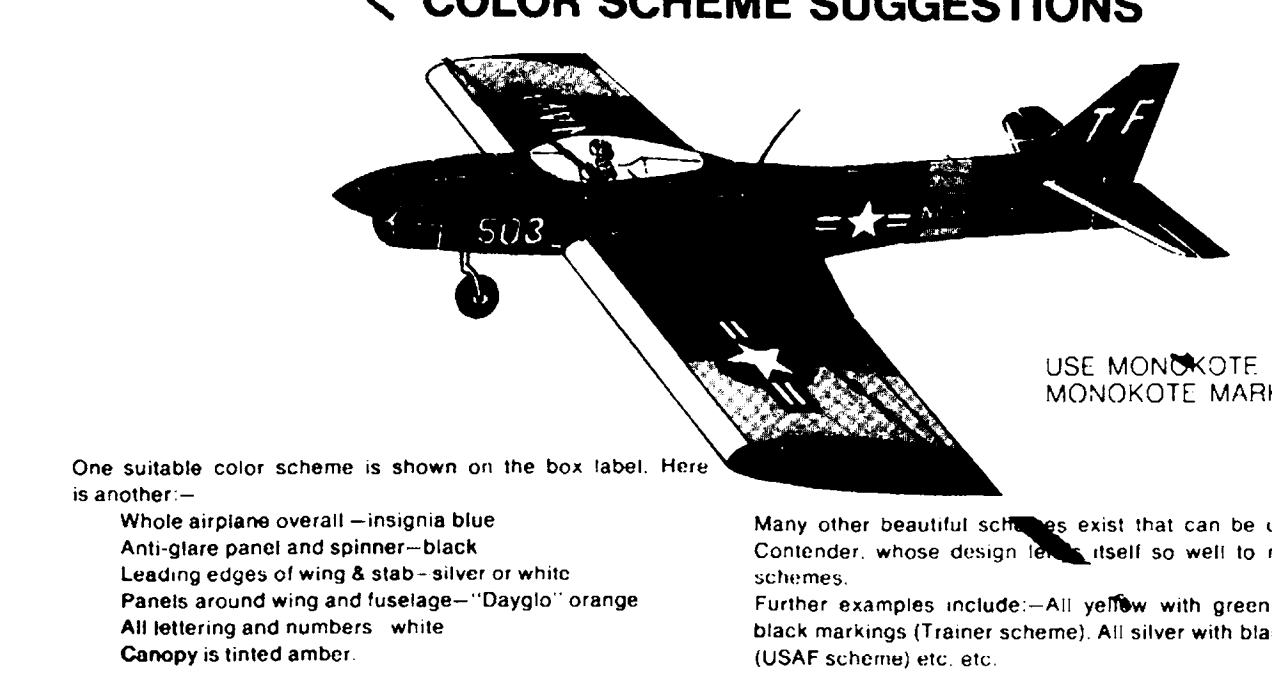 COLOR SCHEME SUGGESTIONS
TF
503
USE MONOKOTE
MONOKOTE
One suitable color scheme is shown on the box label. Here
is another:—
Whole airplane overall —insignia blue
Anti-glare panel and spinner—black
Leading edges of wing & stab—silver or white
Panels around wing and fuselage—"Dayglo" orange
All lettering and numbers white
Canopy is tinted amber.
Many other beautiful schemes exist that can be
Contender, whose design lends itself so well to
schemes.
Further examples include:—All yellow with green
black markings (Trainer scheme). All silver with
(USAF scheme) etc. etc.